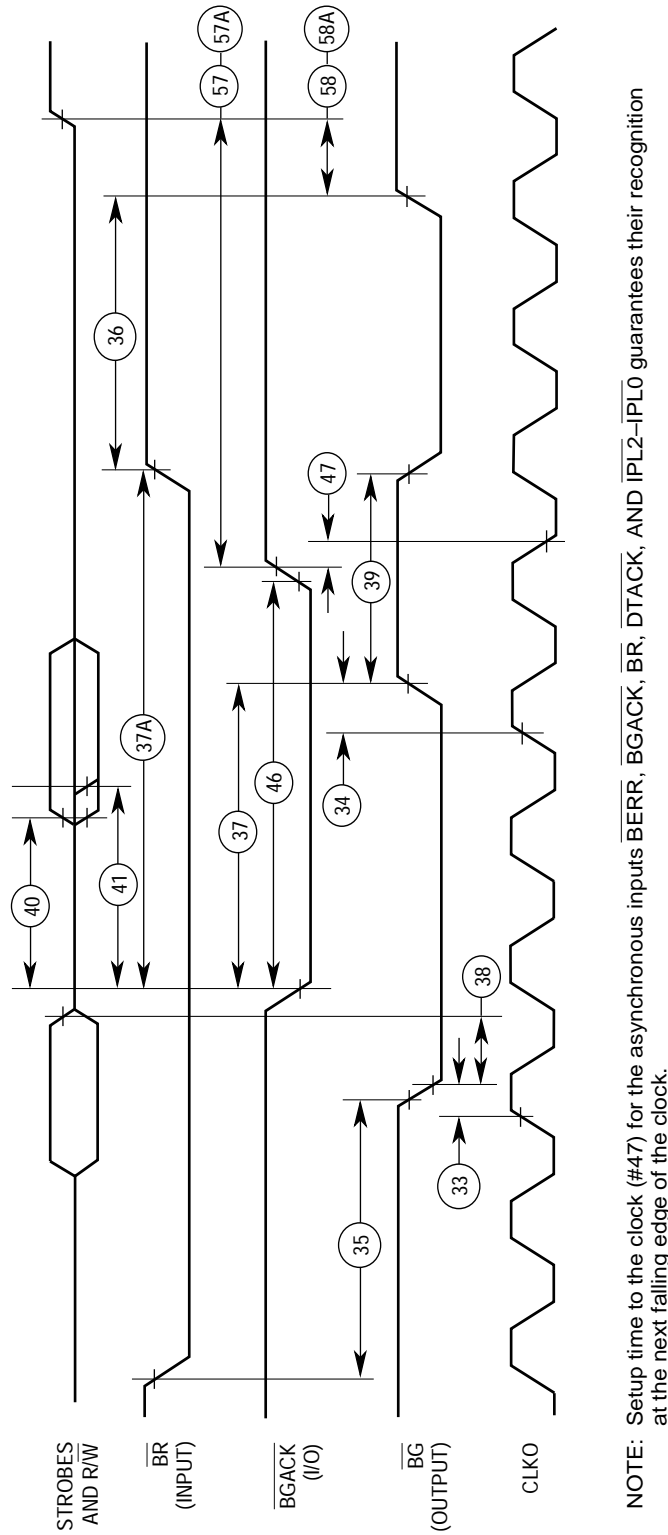 STROBES
AND R/W
BR
(INPUT)
BGACK
(I/O)
BG
(OUTPUT)
CLKO
40
41
36
37A
57
57A
37
46
47
58
58A
34
39
35
33
38
NOTE: Setup time to the clock (#47) for the asynchronous inputs BERR, BGACK, BR, DTACK, AND IPL2–IPL0 guarantees their recognition
at the next falling edge of the clock.